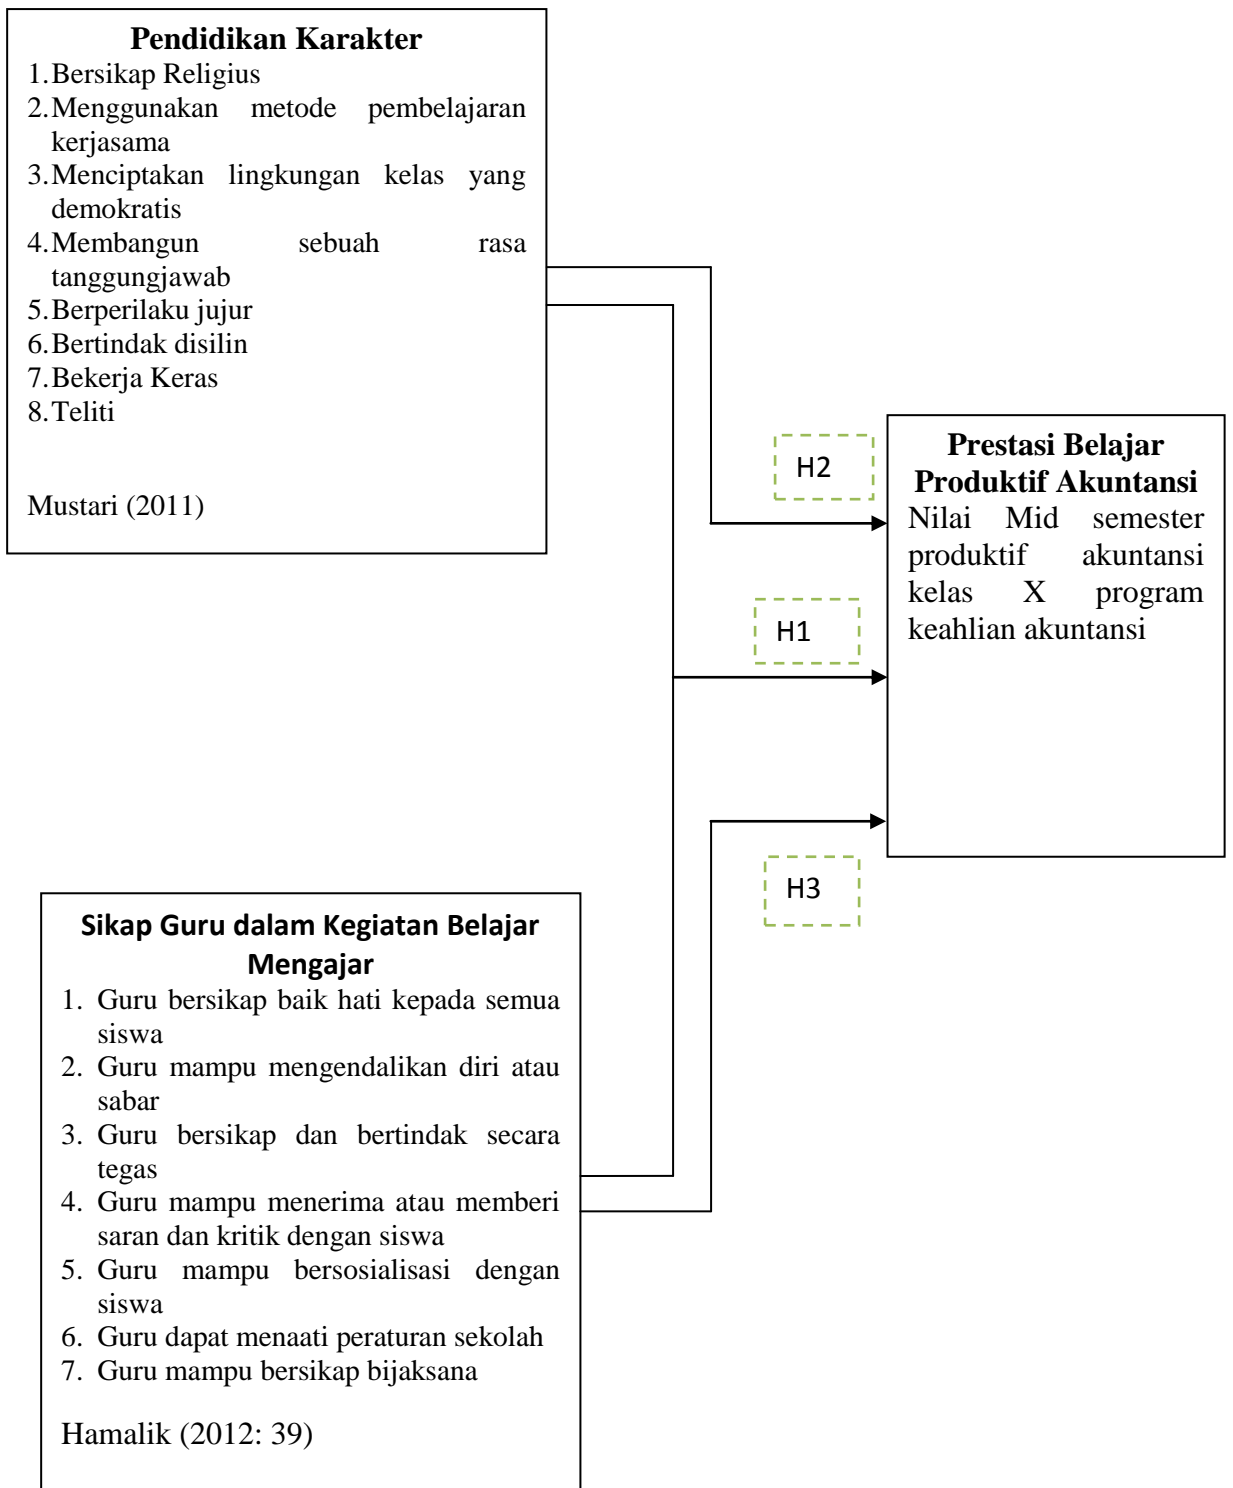 Pendidikan Karakter
1.Bersikap Religius
2.Menggunakan metode pembelajaran
kerjasama
3.Menciptakan lingkungan kelas yang
demokratis
4.Membangun sebuah rasa
tanggungjawab
5.Berperilaku jujur
6.Bertindak disilin
7.Bekerja Keras
8.Teliti
Mustari (2011)
H2
H1
H3
Prestasi Belajar
Produktif Akuntansi
Nilai Mid semester
produktif akuntansi
kelas X program
keahlian akuntansi
Sikap Guru dalam Kegiatan Belajar
Mengajar
1. Guru bersikap baik hati kepada semua
siswa
2. Guru mampu mengendalikan diri atau
sabar
3. Guru bersikap dan bertindak secara
tegas
4. Guru mampu menerima atau memberi
saran dan kritik dengan siswa
5. Guru mampu bersosialisasi dengan
siswa
6. Guru dapat menaati peraturan sekolah
7. Guru mampu bersikap bijaksana
Hamalik (2012: 39)